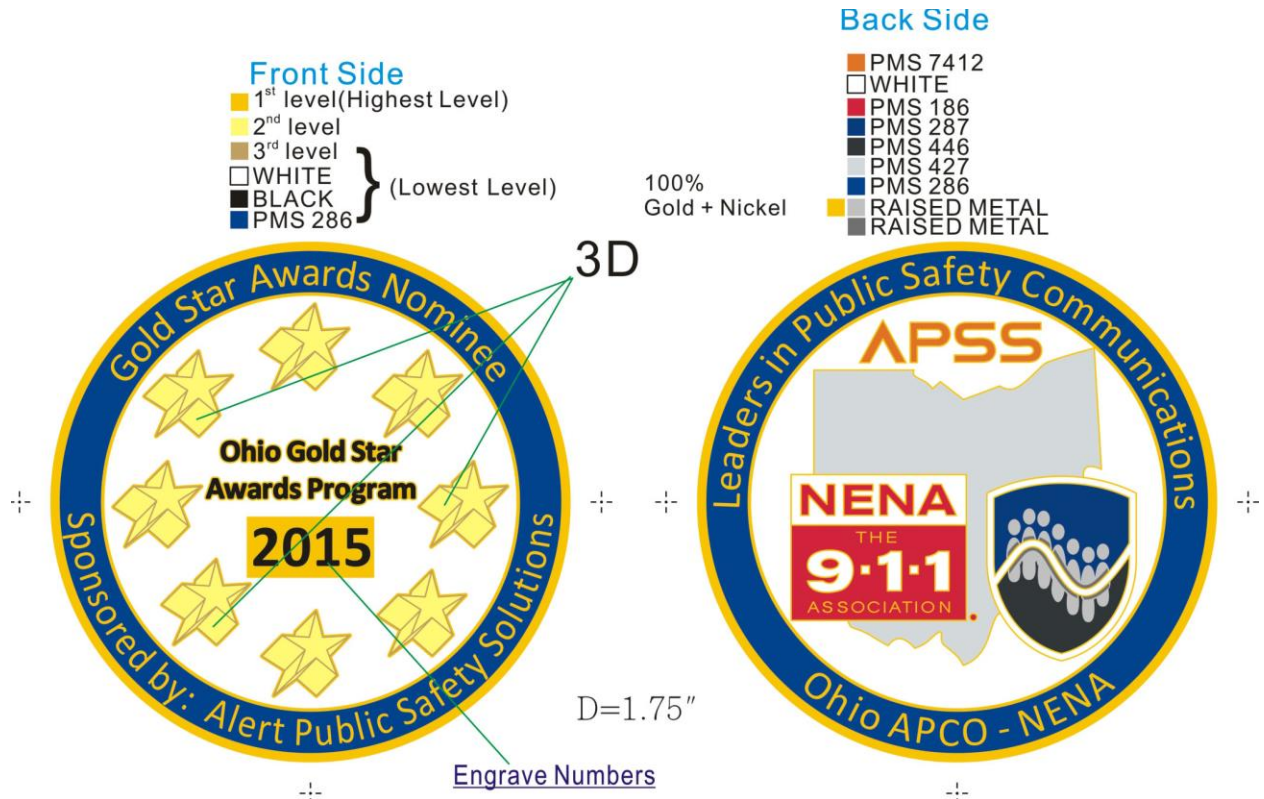 Front Side
1st level(Highest Level)
2nd level
3rd level
WHITE
BLACK
PMS 286
(Lowest Level)
Back Side
PMS 7412
WHITE
PMS 186
PMS 287
PMS 446
PMS 427
PMS 286
RAISED METAL
RAISED METAL
100%
Gold + Nickel
3D
Gold Star Awards Nominee
Ohio Gold Star
Awards Program
2015
Sponsored by: Alert Public Safety Solutions
Leaders in Public Safety Communications
APSS
NENA
THE
9·1·1
ASSOCIATION
Ohio APCO - NENA
D=1.75"
Engrave Numbers